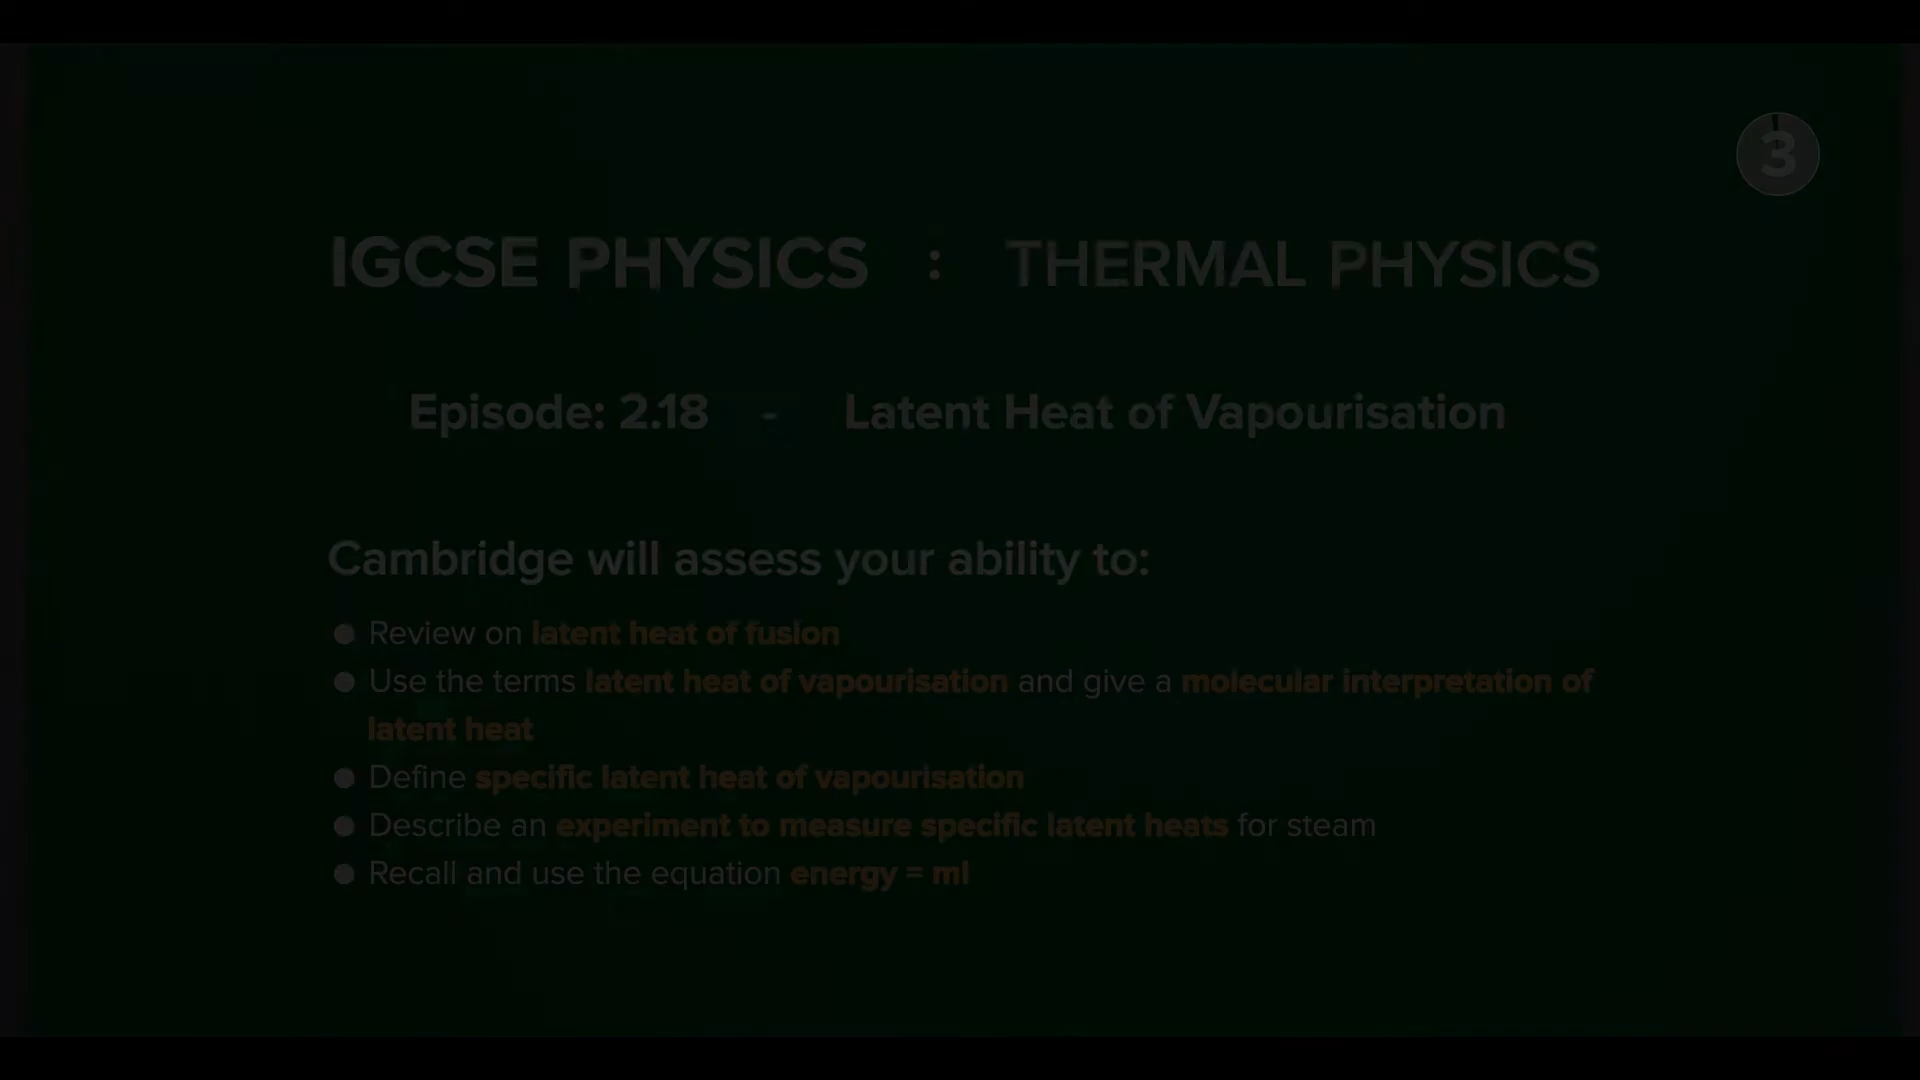 3
IGCSE PHYSICS : THERMAL PHYSICS
Episode: 2.18 - Latent Heat of Vapourisation
Cambridge will assess your ability to:
● Review on latent heat of fusion
● Use the terms latent heat of vapourisation and give a molecular interpretation of
latent heat
● Define specific latent heat of vapourisation
● Describe an experiment to measure specific latent heats for steam
● Recall and use the equation energy = ml